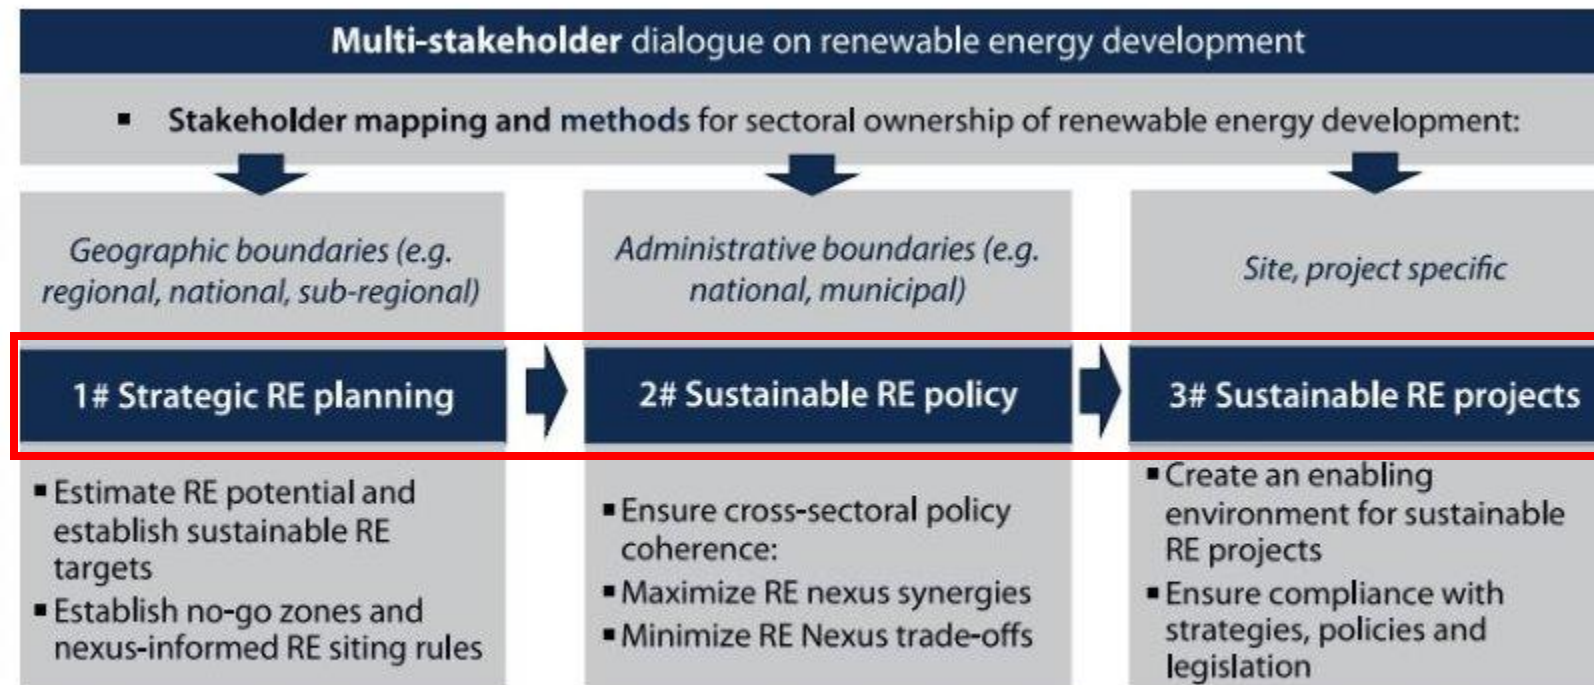 Multi-stakeholder dialogue on renewable energy development
▪ Stakeholder mapping and methods for sectoral ownership of renewable energy development:
Geographic boundaries (e.g.
regional, national, sub-regional)
1# Strategic RE planning
▪ Estimate RE potential and
establish sustainable RE
targets
▪ Establish no-go zones and
nexus-informed RE siting rules
Administrative boundaries (e.g.
national, municipal)
2# Sustainable RE policy
▪ Ensure cross-sectoral policy
coherence:
▪ Maximize RE nexus synergies
▪ Minimize RE Nexus trade-offs
Site, project specific
3# Sustainable RE projects
▪ Create an enabling
environment for sustainable
RE projects
▪ Ensure compliance with
strategies, policies and
legislation